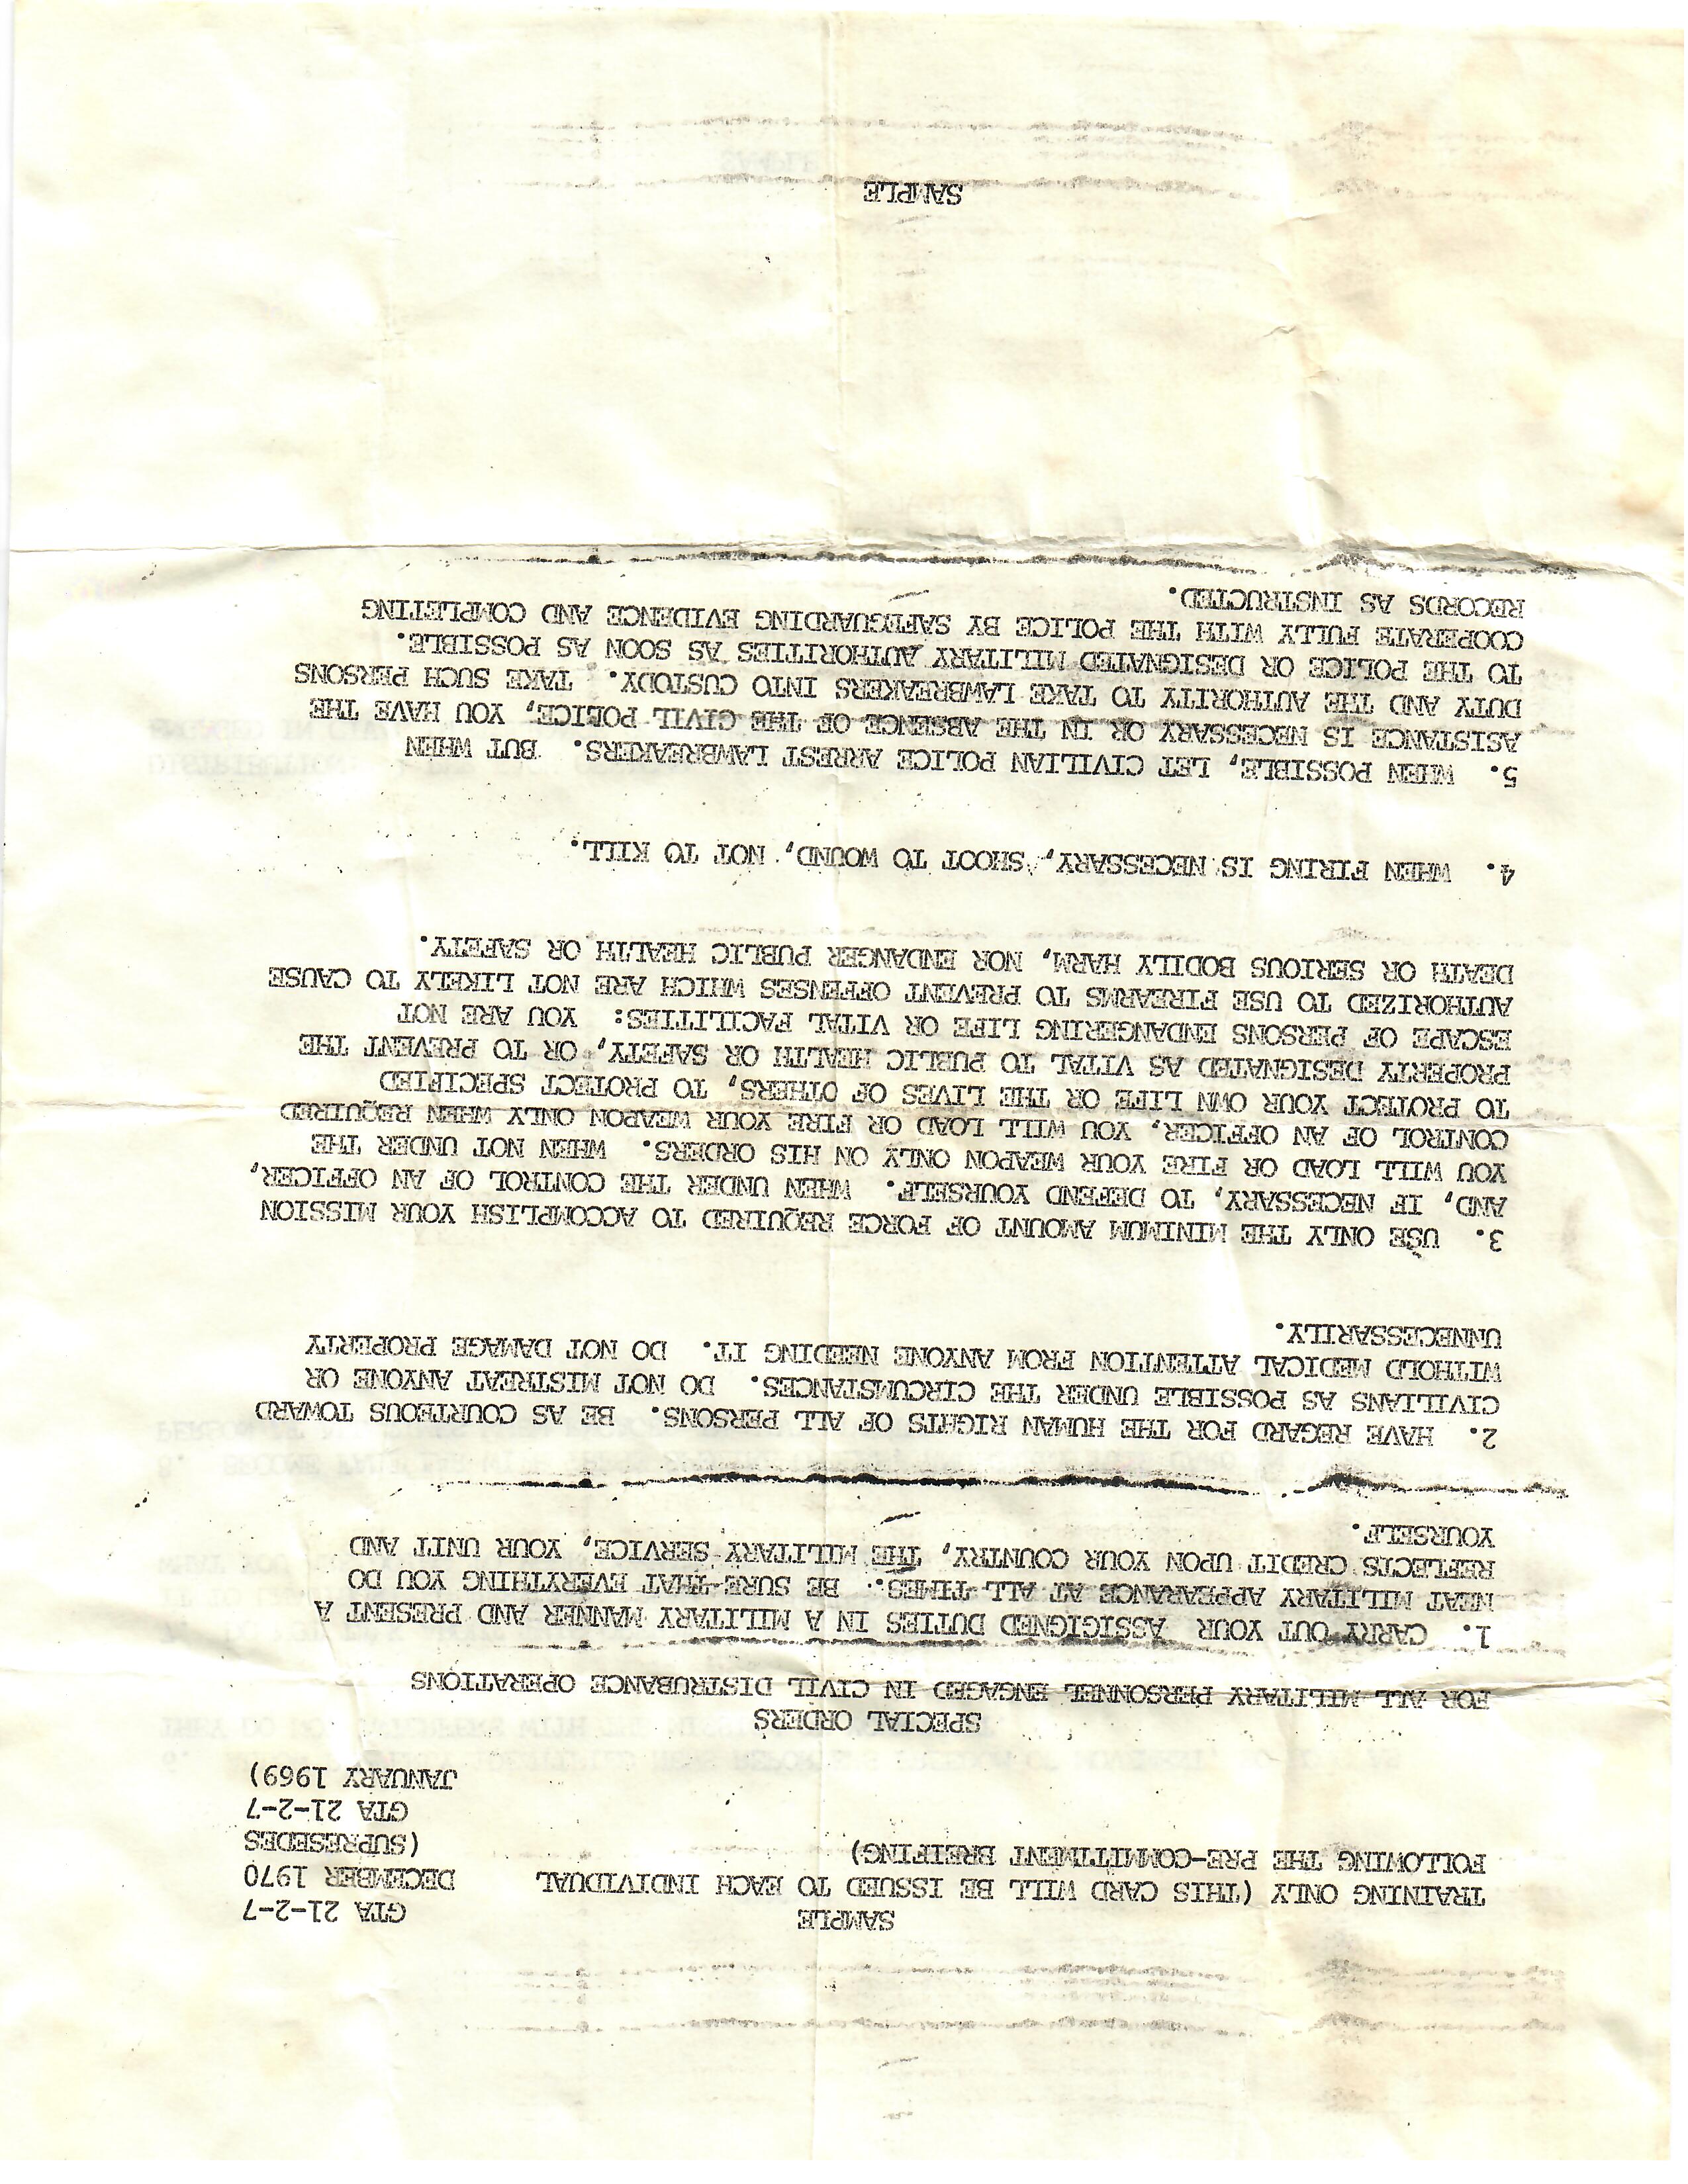 SAMPLE
TRAINING ONLY (THIS CARD WILL BE ISSUED TO EACH INDIVIDUAL
FOLLOWING THE PRE-COMMITTMENT BREIFING)
GTA 21-2-7
DECEMBER 1970
(SUPRESEDES
GTA 21-2-7
JANUARY 1969)
SPECIAL ORDERS
FOR ALL MILITARY PERSONNEL ENGAGED IN CIVIL DISTRUBANCE OPERATIONS
1. CARRY OUT YOUR ASSIGIGNED DUTIES IN A MILITARY MANNER AND PRESENT A
NEAT MILITARY APPEARANCE AT ALL TIMES. BE SURE THAT EVERYTHING YOU DO
REFLECTS CREDIT UPON YOUR COUNTRY, THE MILITARY SERVICE, YOUR UNIT AND
YOURSELF.
2. HAVE REGARD FOR THE HUMAN RIGHTS OF ALL PERSONS. BE AS COURTEOUS TOWARD
CIVILIANS AS POSSIBLE UNDER THE CIRCUMSTANCES. DO NOT MISTREAT ANYONE OR
WITHOLD MEDICAL ATTENTION FROM ANYONE NEEDING IT. DO NOT DAMAGE PROPERTY
UNNECESSARILY.
3. USE ONLY THE MINIMUM AMOUNT OF FORCE REQUIRED TO ACCOMPLISH YOUR MISSION
AND, IF NECESSARY, TO DEFEND YOURSELF. WHEN UNDER THE CONTROL OF AN OFFICER,
YOU WILL LOAD OR FIRE YOUR WEAPON ONLY ON HIS ORDERS. WHEN NOT UNDER THE
CONTROL OF AN OFFICER, YOU WILL LOAD OR FIRE YOUR WEAPON ONLY WHEN REQUIRED
TO PROTECT YOUR OWN LIFE OR THE LIVES OF OTHERS, TO PROTECT SPECIFIED
PROPERTY DESIGNATED AS VITAL TO PUBLIC HEALTH OR SAFETY, OR TO PREVENT THE
ESCAPE OF PERSONS ENDANGERING LIFE OR VITAL FACILITIES: YOU ARE NOT
AUTHORIZED TO USE FIREARMS TO PREVENT OFFENSES WHICH ARE NOT LIKELY TO CAUSE
DEATH OR SERIOUS BODILY HARM, NOR ENDANGER PUBLIC HEALTH OR SAFETY.
4. WHEN FIRING IS NECESSARY, SHOOT TO WOUND, NOT TO KILL.
5. WHEN POSSIBLE, LET CIVILIAN POLICE ARREST LAWBREAKERS. BUT WHEN
ASISTANCE IS NECESSARY OR IN THE ABSENCE OF THE CIVIL POLICE, YOU HAVE THE
DUTY AND THE AUTHORITY TO TAKE LAWBREAKERS INTO CUSTODY. TAKE SUCH PERSONS
TO THE POLICE OR DESIGNATED MILITARY AUTHORITIES AS SOON AS POSSIBLE.
COOPERATE FULLY WITH THE POLICE BY SAFEGUARDING EVIDENCE AND COMPLETING
RECORDS AS INSTRUCTED.
SAMPLE